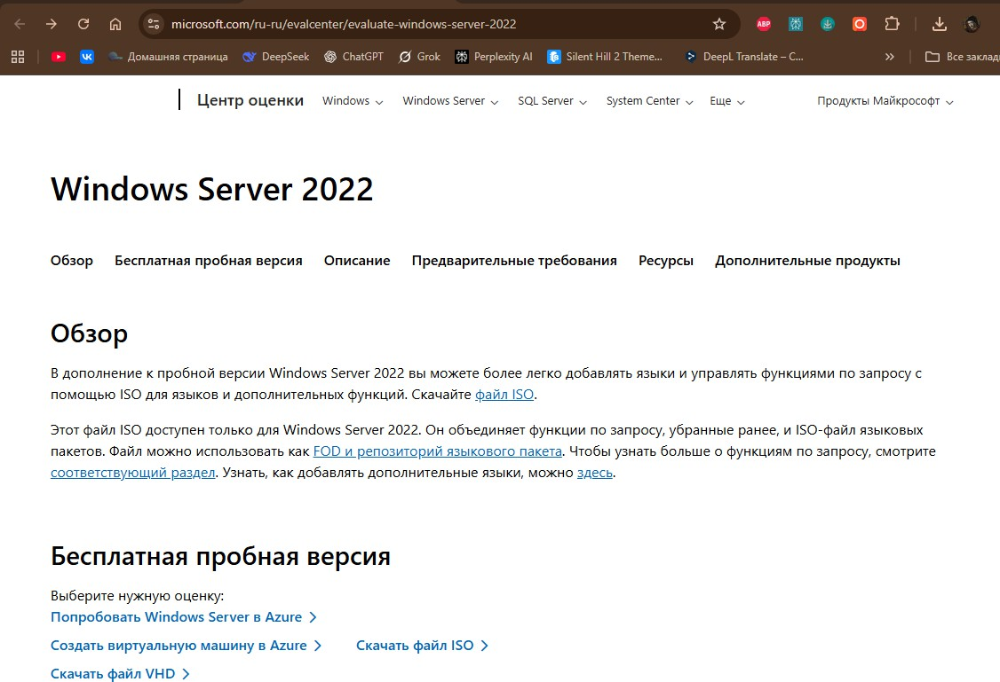 microsoft.com/ru-ru/evalcenter/evaluate-windows-server-2022
ABP
Домашняя страница DeepSeek ChatGPT Grok Perplexity AI Silent Hill 2 Theme... DeepL Translate – C... » Все заклад
Центр оценки Windows Windows Server SQL Server System Center Еще Продукты Майкрософт
Windows Server 2022
Обзор Бесплатная пробная версия Описание Предварительные требования Ресурсы Дополнительные продукты
Обзор
В дополнение к пробной версии Windows Server 2022 вы можете более легко добавлять языки и управлять функциями по запросу с
помощью ISO для языков и дополнительных функций. Скачайте файл ISO.
Этот файл ISO доступен только для Windows Server 2022. Он объединяет функции по запросу, убранные ранее, и ISO-файл языковых
пакетов. Файл можно использовать как FOD и репозиторий языкового пакета. Чтобы узнать больше о функциям по запросу, смотрите
соответствующий раздел. Узнать, как добавлять дополнительные языки, можно здесь.
Бесплатная пробная версия
Выберите нужную оценку:
Попробовать Windows Server в Azure
Создать виртуальную машину в Azure Скачать файл ISO
Скачать файл VHD